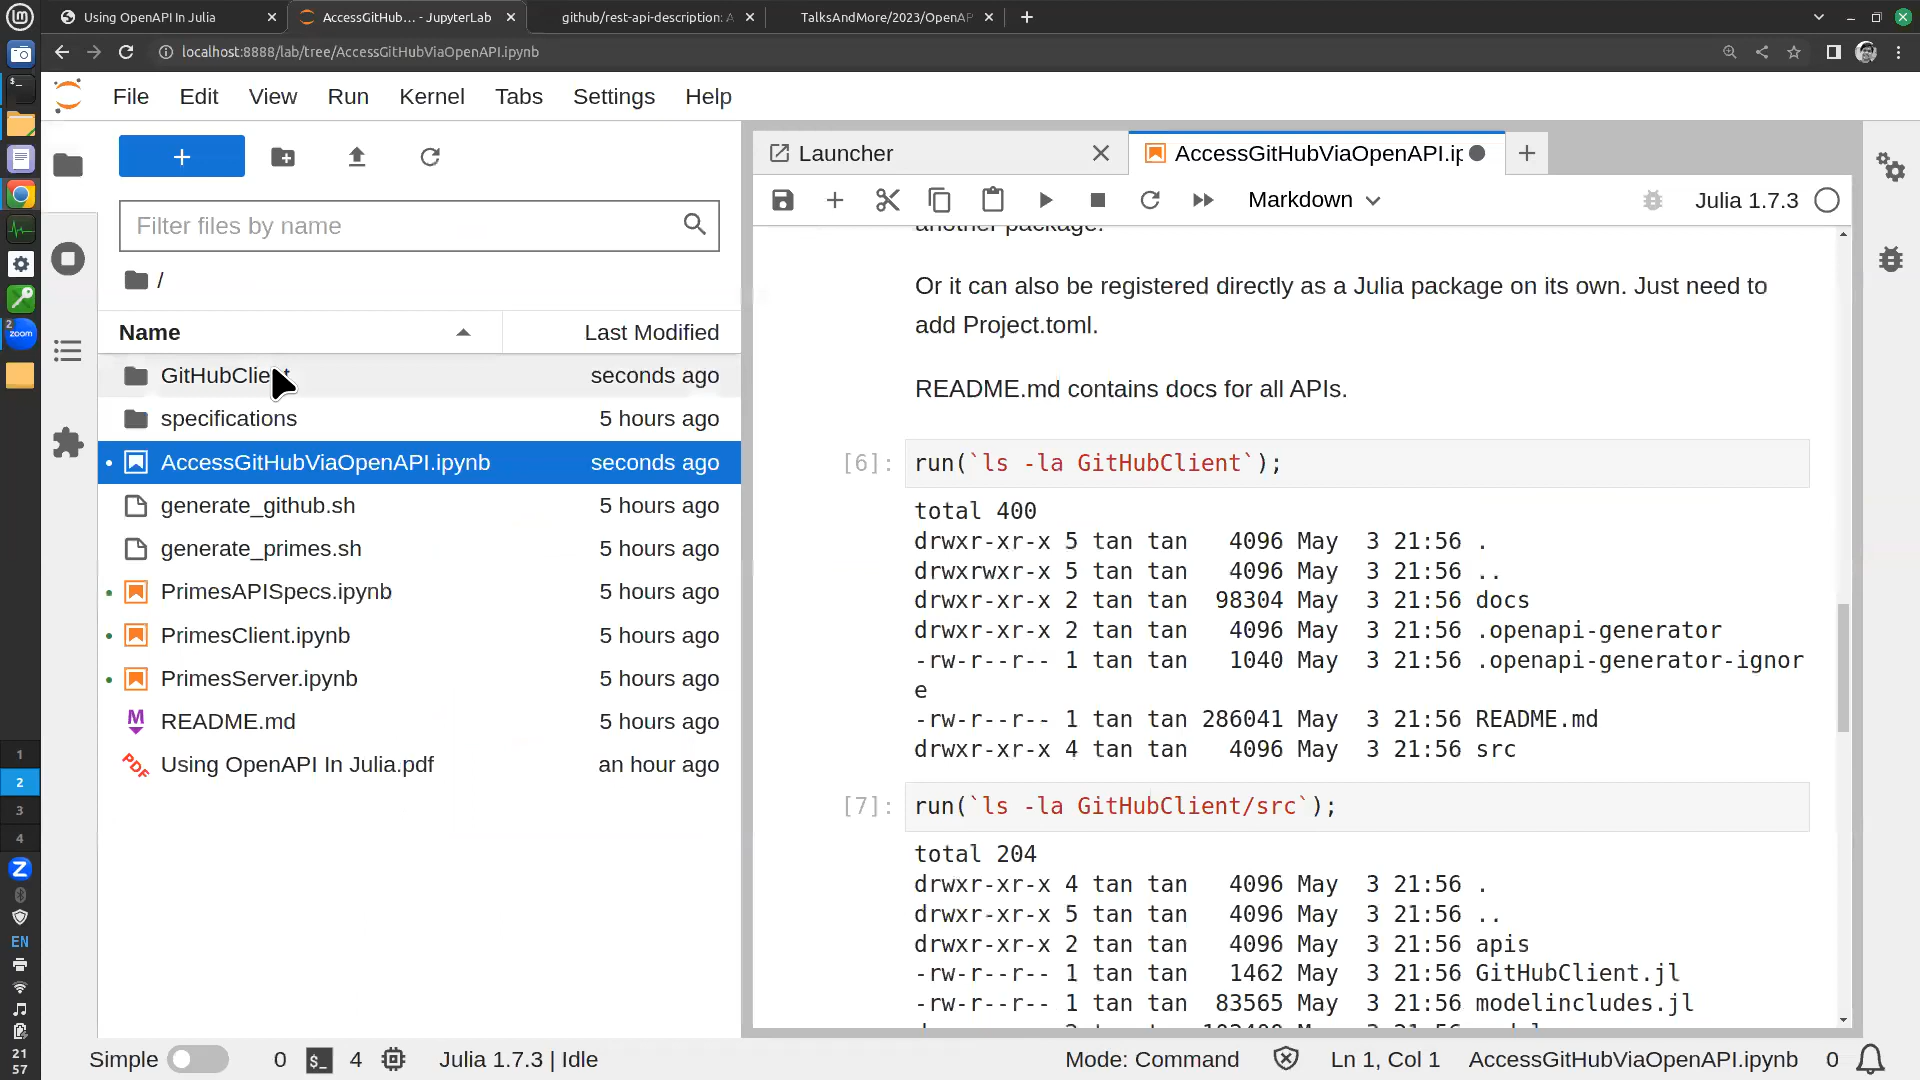 Using OpenAPI In Julia
AccessGitHub... - JupyterLab
github/rest-api-description: A
TalksAndMore/2023/OpenAP
localhost:8888/lab/tree/AccessGitHubViaOpenAPI.ipynb
File Edit View Run Kernel Tabs Settings Help
Launcher
AccessGitHubViaOpenAPI.ip
Filter files by name
Markdown
Julia 1.7.3
/
another package.
Or it can also be registered directly as a Julia package on its own. Just need to
add Project.toml.
README.md contains docs for all APIs.
Name Last Modified
GitHubClient seconds ago
specifications 5 hours ago
AccessGitHubViaOpenAPI.ipynb seconds ago
generate_github.sh 5 hours ago
generate_primes.sh 5 hours ago
PrimesAPISpecs.ipynb 5 hours ago
PrimesClient.ipynb 5 hours ago
PrimesServer.ipynb 5 hours ago
README.md 5 hours ago
Using OpenAPI In Julia.pdf an hour ago
[6]: run(`ls -la GitHubClient`);
total 400
drwxr-xr-x 5 tan tan 4096 May 3 21:56 .
drwxrwxr-x 5 tan tan 4096 May 3 21:56 ..
drwxr-xr-x 2 tan tan 98304 May 3 21:56 docs
drwxr-xr-x 2 tan tan 4096 May 3 21:56 .openapi-generator
-rw-r--r-- 1 tan tan 1040 May 3 21:56 .openapi-generator-ignor
e
-rw-r--r-- 1 tan tan 286041 May 3 21:56 README.md
drwxr-xr-x 4 tan tan 4096 May 3 21:56 src
[7]: run(`ls -la GitHubClient/src`);
total 204
drwxr-xr-x 4 tan tan 4096 May 3 21:56 .
drwxr-xr-x 5 tan tan 4096 May 3 21:56 ..
drwxr-xr-x 2 tan tan 4096 May 3 21:56 apis
-rw-r--r-- 1 tan tan 1462 May 3 21:56 GitHubClient.jl
-rw-r--r-- 1 tan tan 83565 May 3 21:56 modelincludes.jl
Simple 0 4 Julia 1.7.3 | Idle
Mode: Command Ln 1, Col 1 AccessGitHubViaOpenAPI.ipynb 0
2
zoom
1
2
3
4
Z
EN
21
57